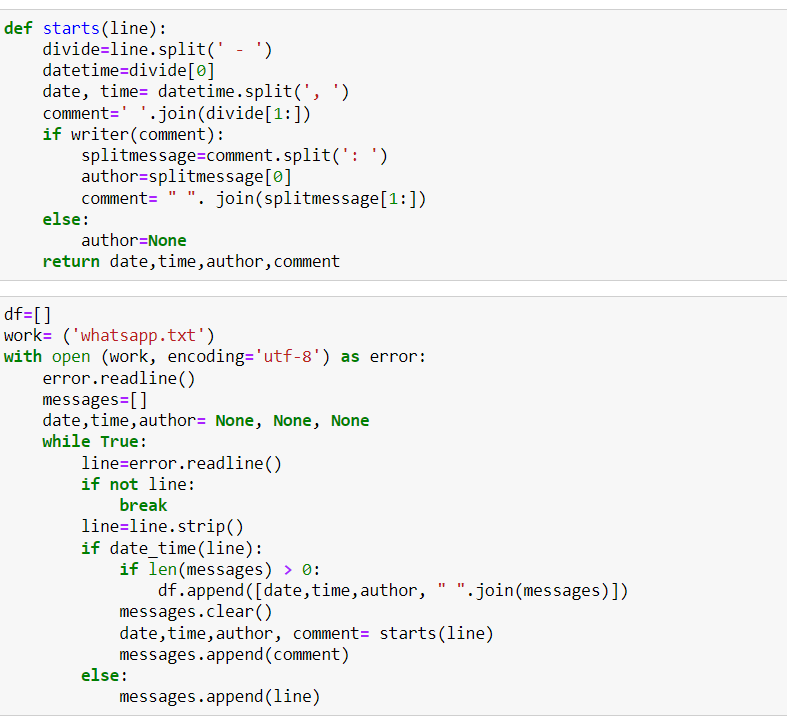 def starts(line):
    divide=line.split(' - ')
    datetime=divide[0]
    date, time= datetime.split(', ')
    comment=' '.join(divide[1:])
    if writer(comment):
        splitmessage=comment.split(': ')
        author=splitmessage[0]
        comment= " ". join(splitmessage[1:])
    else:
        author=None
    return date,time,author,comment
df=[]
work= ('whatsapp.txt')
with open (work, encoding='utf-8') as error:
    error.readline()
    messages=[]
    date,time,author= None, None, None
    while True:
        line=error.readline()
        if not line:
            break
        line=line.strip()
        if date_time(line):
            if len(messages) > 0:
                df.append([date,time,author, " ".join(messages)])
            messages.clear()
            date,time,author, comment= starts(line)
            messages.append(comment)
        else:
            messages.append(line)